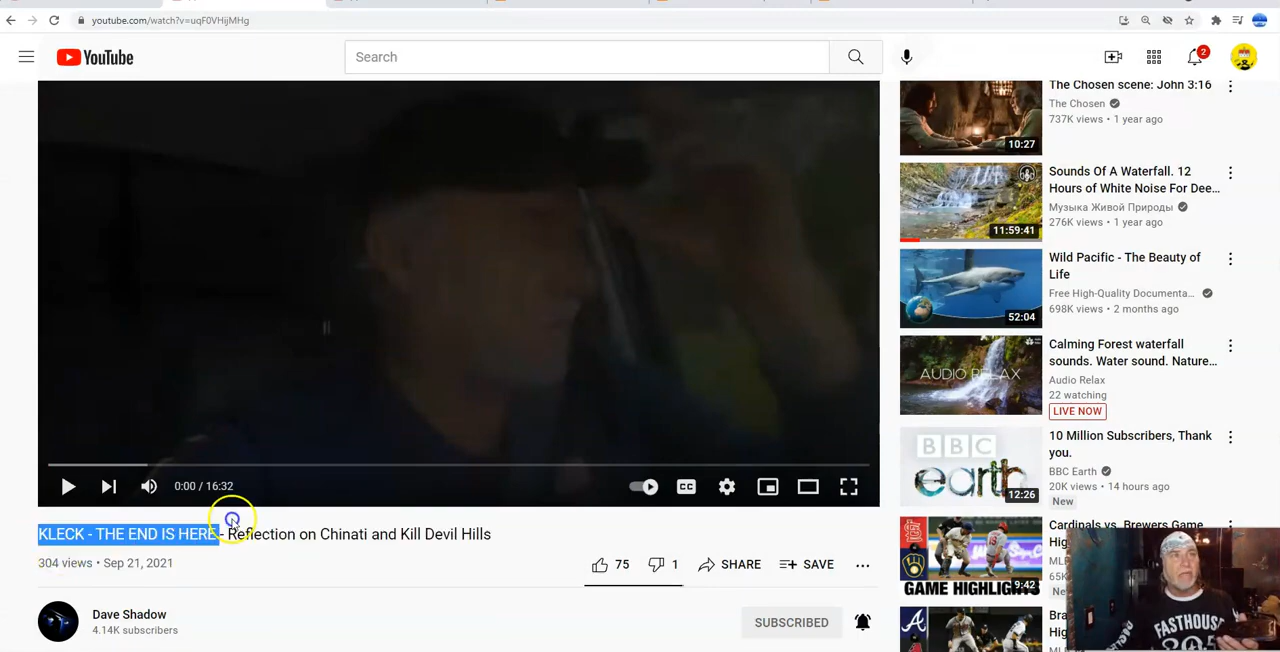 youtube.com/watch?v=uqF0VHijMHg
YouTube
Search
2
0:00 / 16:32
CC
KLECK - THE END IS HERE - Reflection on Chinati and Kill Devil Hills
304 views • Sep 21, 2021
75
1
SHARE
SAVE
Dave Shadow
4.14K subscribers
SUBSCRIBED
The Chosen scene: John 3:16
The Chosen
737K views • 1 year ago
10:27
Sounds Of A Waterfall. 12
Hours of White Noise For Dee...
Музыка Живой Природы
276K views • 1 year ago
11:59:41
Wild Pacific - The Beauty of
Life
Free High-Quality Documenta...
698K views • 2 months ago
52:04
Calming Forest waterfall
sounds. Water sound. Nature...
Audio Relax
22 watching
LIVE NOW
AUDIO RELAX
10 Million Subscribers, Thank
you.
BBC Earth
20K views • 14 hours ago
New
BBC
earth
12:26
Cardinals vs. Brewers Game
GAME HIGHLIGHTS
9:42
FASTHOUSE